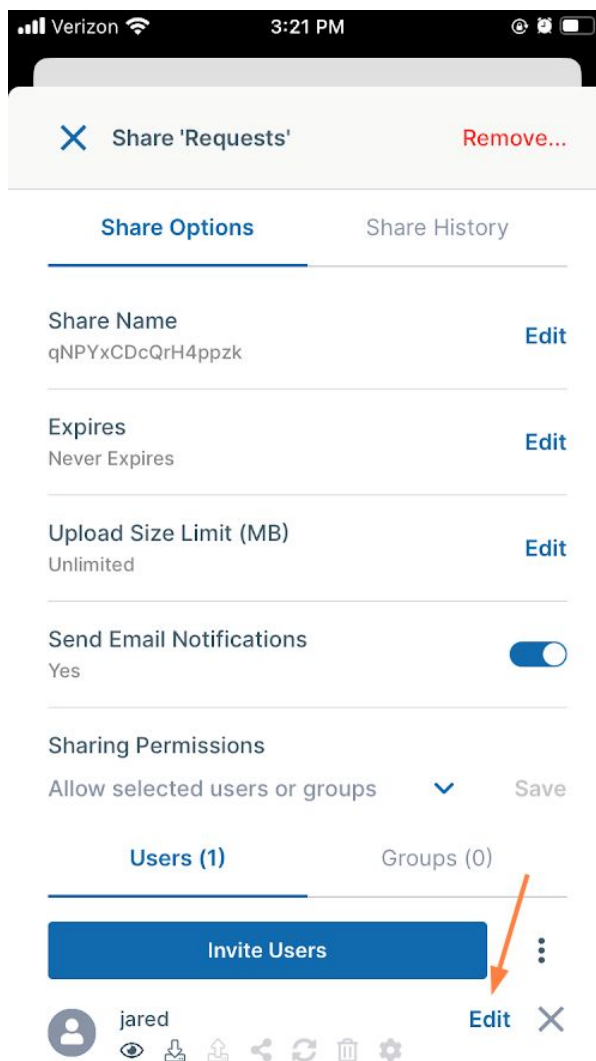 Verizon 3:21 PM
Share 'Requests' Remove...
Share Options Share History
Share Name
qNPYxCDcQrH4ppzk Edit
Expires
Never Expires Edit
Upload Size Limit (MB)
Unlimited Edit
Send Email Notifications
Yes
Sharing Permissions
Allow selected users or groups Save
Users (1) Groups (0)
Invite Users
jared Edit